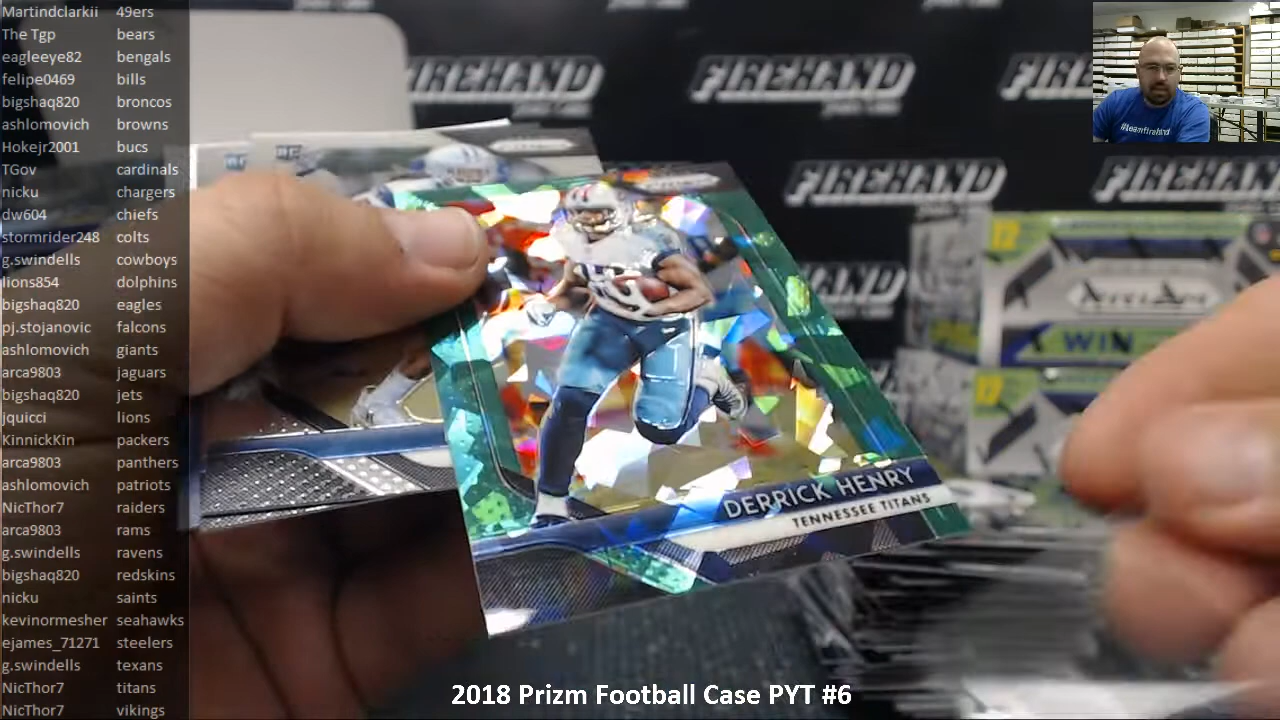 Martindclarkii 49ers
The Tgp bears
eagleeye82 bengals
felipe0469 bills
bigshaq820 broncos
ashlomovich browns
Hokejr2001 bucs
TGov cardinals
nicku chargers
dw604 chiefs
stormrider248 colts
g.swindells cowboys
lions854 dolphins
bigshaq820 eagles
pj.stojanovic falcons
ashlomovich giants
arca9803 jaguars
bigshaq820 jets
jquicci lions
KinnickKin packers
arca9803 panthers
ashlomovich patriots
NicThor7 raiders
arca9803 rams
g.swindells ravens
bigshaq820 redskins
nicku saints
kevinormesher seahawks
ejames_71271 steelers
g.swindells texans
NicThor7 titans
NicThor7 vikings
FIREHAND
FIREHAND
FIREHAND
FIREHAND
#teamfirehand
12
WIN
12
DERRICK HENRY
TENNESSEE TITANS
2018 Prizm Football Case PYT #6